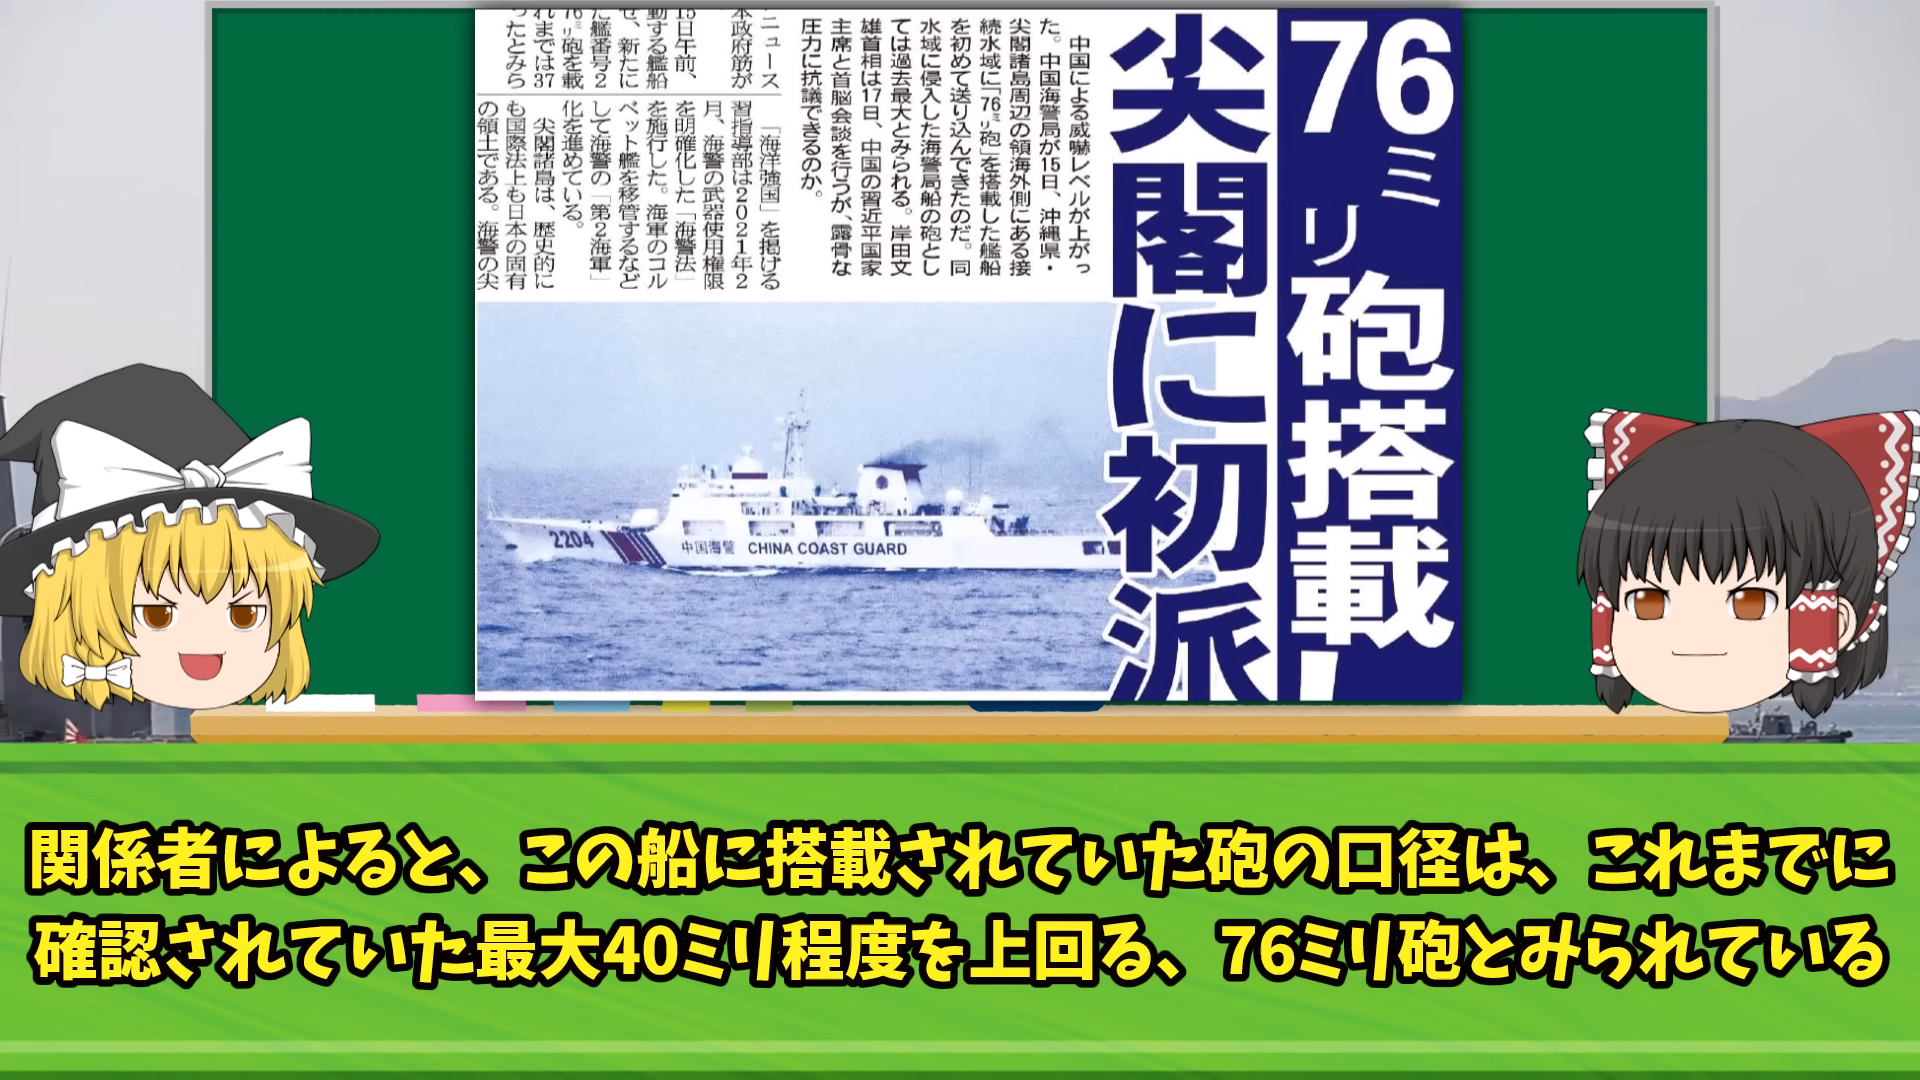 76ミリ砲搭載
尖閣に初派
中国による威嚇レベルが上がっ
た。中国海警局が15日、沖縄県・
尖閣諸島周辺の領海外側にある接
続水域に「76ミリ砲」を搭載した艦船
を初めて送り込んできたのだ。同
水域に侵入した海警局船の砲とし
ては過去最大とみられる。岸田文
雄首相は17日、中国の習近平国家
主席と首脳会談を行うが、露骨な
圧力に抗議できるのか。
ニュース
本政府筋が
15日午前、
動する艦船
せ、新たに
た艦番号2
76ミリ砲を載
れまでは37
ったとみら
「海洋強国」を掲げる
習指導部は2021年2
月、海警の武器使用権限
を明確化した「海警法」
を施行した。海軍のコル
ベット艦を移管するなど
して海警の「第2海軍」
化を進めている。
尖閣諸島は、歴史的に
も国際法上も日本の固有
の領土である。海警の尖
2204 中国海警 CHINA COAST GUARD
関係者によると、この船に搭載されていた砲の口径は、これまでに
確認されていた最大40ミリ程度を上回る、76ミリ砲とみられている